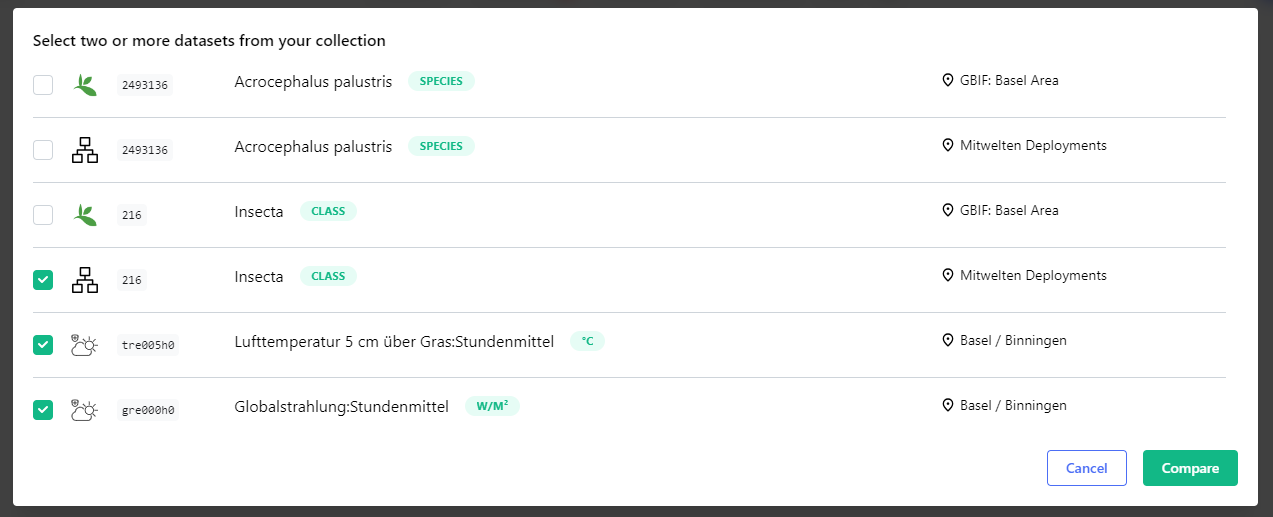 Select two or more datasets from your collection
2493136 Acrocephalus palustris SPECIES GBIF: Basel Area
2493136 Acrocephalus palustris SPECIES Mitwelten Deployments
216 Insecta CLASS GBIF: Basel Area
216 Insecta CLASS Mitwelten Deployments
tre005h0 Lufttemperatur 5 cm über Gras:Stundenmittel °C Basel / Binningen
gre000h0 Globalstrahlung:Stundenmittel W/M² Basel / Binningen
Cancel Compare